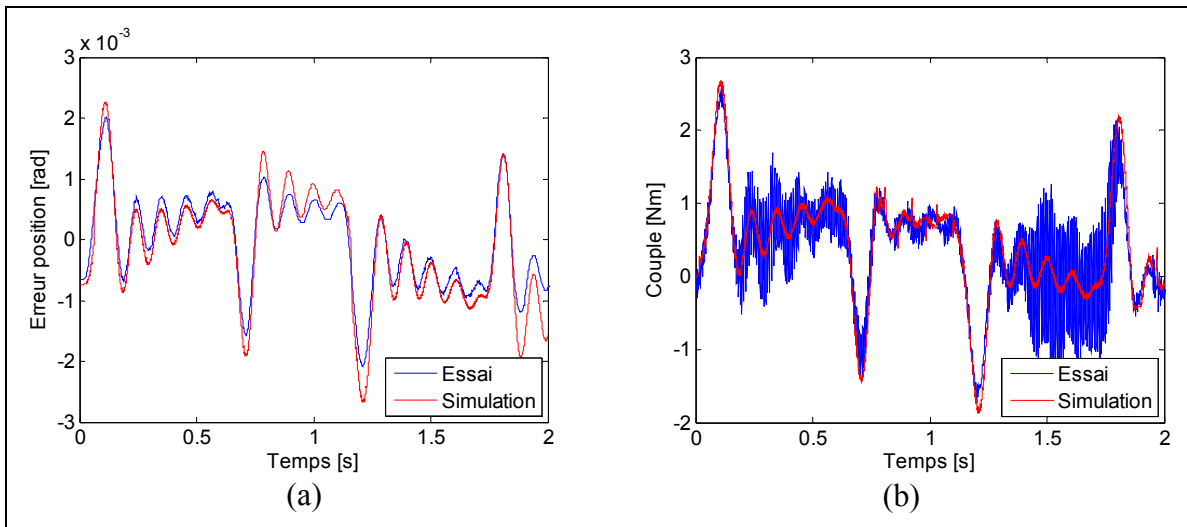 x 10-3
3
2
1
0
-1
-2
-3
Erreur position [rad]
0
0.5
1
1.5
2
Temps [s]
Essai
Simulation
(a)
3
2
1
0
-1
-2
Couple [Nm]
0
0.5
1
1.5
2
Temps [s]
Essai
Simulation
(b)